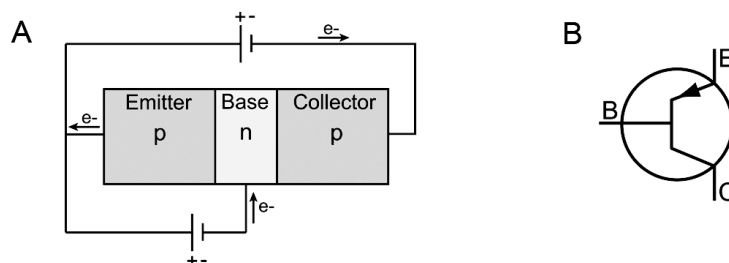 A
+ -
e-
B
Emitter Base Collector
p n p
e-
e-
+ -
E
B
C